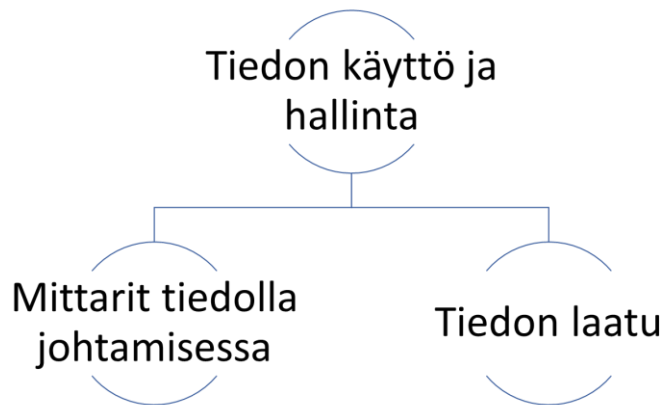 Tiedon käyttö ja
hallinta
Mittarit tiedolla
johtamisessa
Tiedon laatu